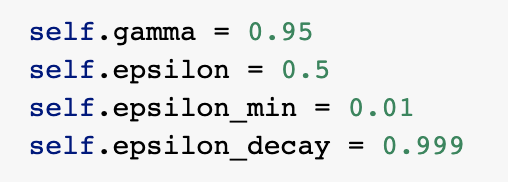 self.gamma = 0.95
self.epsilon = 0.5
self.epsilon_min = 0.01
self.epsilon_decay = 0.999